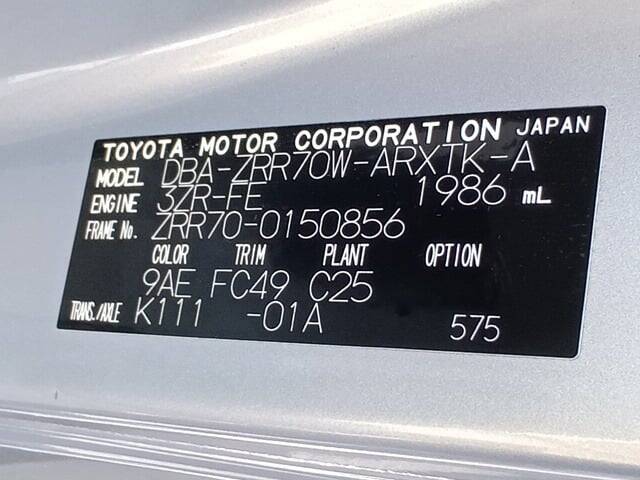 TOYOTA MOTOR CORPORATION JAPAN
MODEL DBA-ZRR70W-ARXTK-A
ENGINE 3ZR-FE 1986 mL
FRAME No. ZRR70-0150856
COLOR TRIM PLANT OPTION
9AE FC49 C25
TRANS./AXLE K111 -01A 575